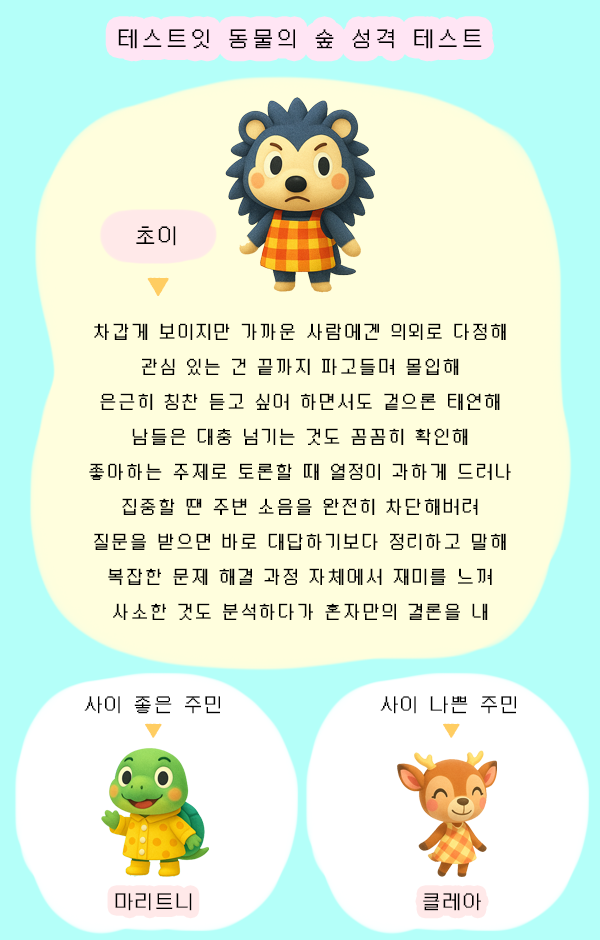 테스트잇 동물의 숲 성격 테스트
초이
차갑게 보이지만 가까운 사람에겐 의외로 다정해
관심 있는 건 끝까지 파고들며 몰입해
은근히 칭찬 듣고 싶어 하면서도 겉으론 태연해
남들은 대충 넘기는 것도 꼼꼼히 확인해
좋아하는 주제로 토론할 때 열정이 과하게 드러나
집중할 땐 주변 소음을 완전히 차단해버려
질문을 받으면 바로 대답하기보다 정리하고 말해
복잡한 문제 해결 과정 자체에서 재미를 느껴
사소한 것도 분석하다가 혼자만의 결론을 내
사이 좋은 주민
사이 나쁜 주민
마리트니
클레아